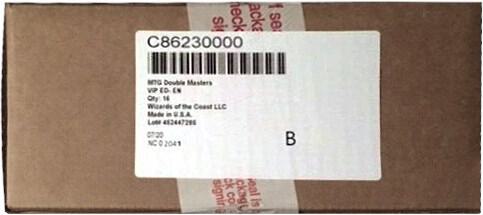 C86230000
MTG Double Masters
VIP ED- EN
Qty: 16
Wizards of the Coast LLC
Made in U.S.A.
Lot# 482447286
07/20
NC 0 2041
B